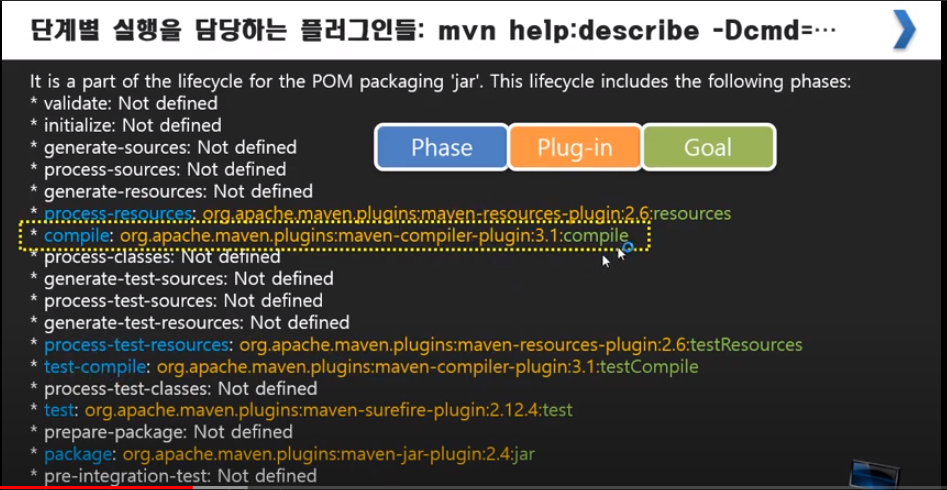 단계별 실행을 담당하는 플러그인들: mvn help:describe -Dcmd=…
It is a part of the lifecycle for the POM packaging 'jar'. This lifecycle includes the following phases:
* validate: Not defined
* initialize: Not defined
* generate-sources: Not defined
* process-sources: Not defined
* generate-resources: Not defined
Phase Plug-in Goal
* process-resources: org.apache.maven.plugins:maven-resources-plugin:2.6:resources
* compile: org.apache.maven.plugins:maven-compiler-plugin:3.1:compile
* process-classes: Not defined
* generate-test-sources: Not defined
* process-test-sources: Not defined
* generate-test-resources: Not defined
* process-test-resources: org.apache.maven.plugins:maven-resources-plugin:2.6:testResources
* test-compile: org.apache.maven.plugins:maven-compiler-plugin:3.1:testCompile
* process-test-classes: Not defined
* test: org.apache.maven.plugins:maven-surefire-plugin:2.12.4:test
* prepare-package: Not defined
* package: org.apache.maven.plugins:maven-jar-plugin:2.4:jar
* pre-integration-test: Not defined